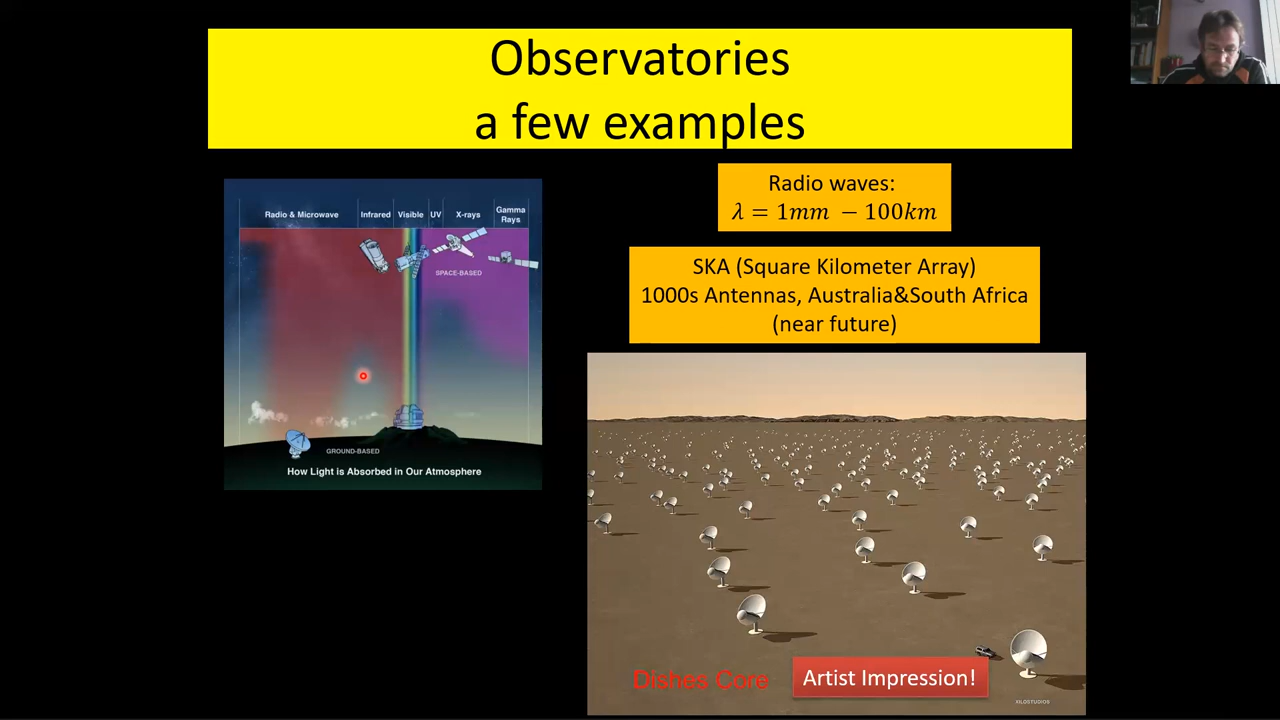 Observatories
a few examples
Radio & Microwave Infrared Visible UV X-rays Gamma Rays
SPACE-BASED
GROUND-BASED
How Light is Absorbed in Our Atmosphere
Radio waves:
λ = 1mm − 100km
SKA (Square Kilometer Array)
1000s Antennas, Australia&South Africa
(near future)
Dishes Core
Artist Impression!
XILOSTUDIOS